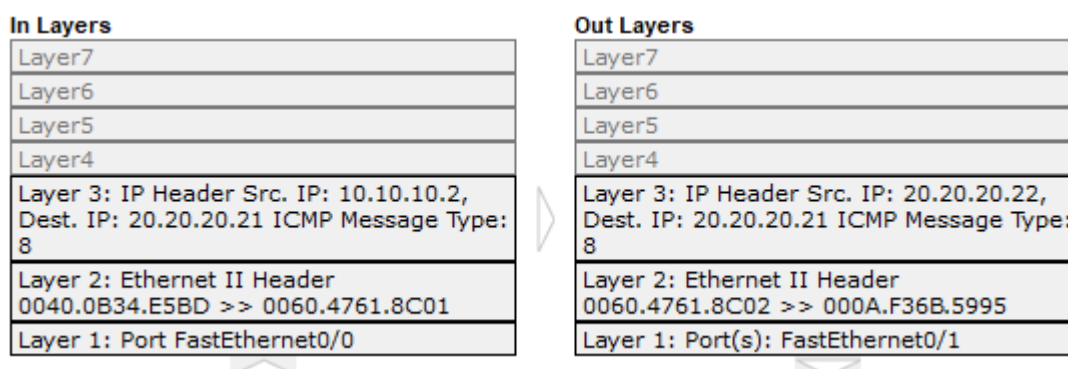 In Layers
Layer7
Layer6
Layer5
Layer4
Layer 3: IP Header Src. IP: 10.10.10.2,
Dest. IP: 20.20.20.21 ICMP Message Type:
8
Layer 2: Ethernet II Header
0040.0B34.E5BD >> 0060.4761.8C01
Layer 1: Port FastEthernet0/0
Out Layers
Layer7
Layer6
Layer5
Layer4
Layer 3: IP Header Src. IP: 20.20.20.22,
Dest. IP: 20.20.20.21 ICMP Message Type:
8
Layer 2: Ethernet II Header
0060.4761.8C02 >> 000A.F36B.5995
Layer 1: Port(s): FastEthernet0/1